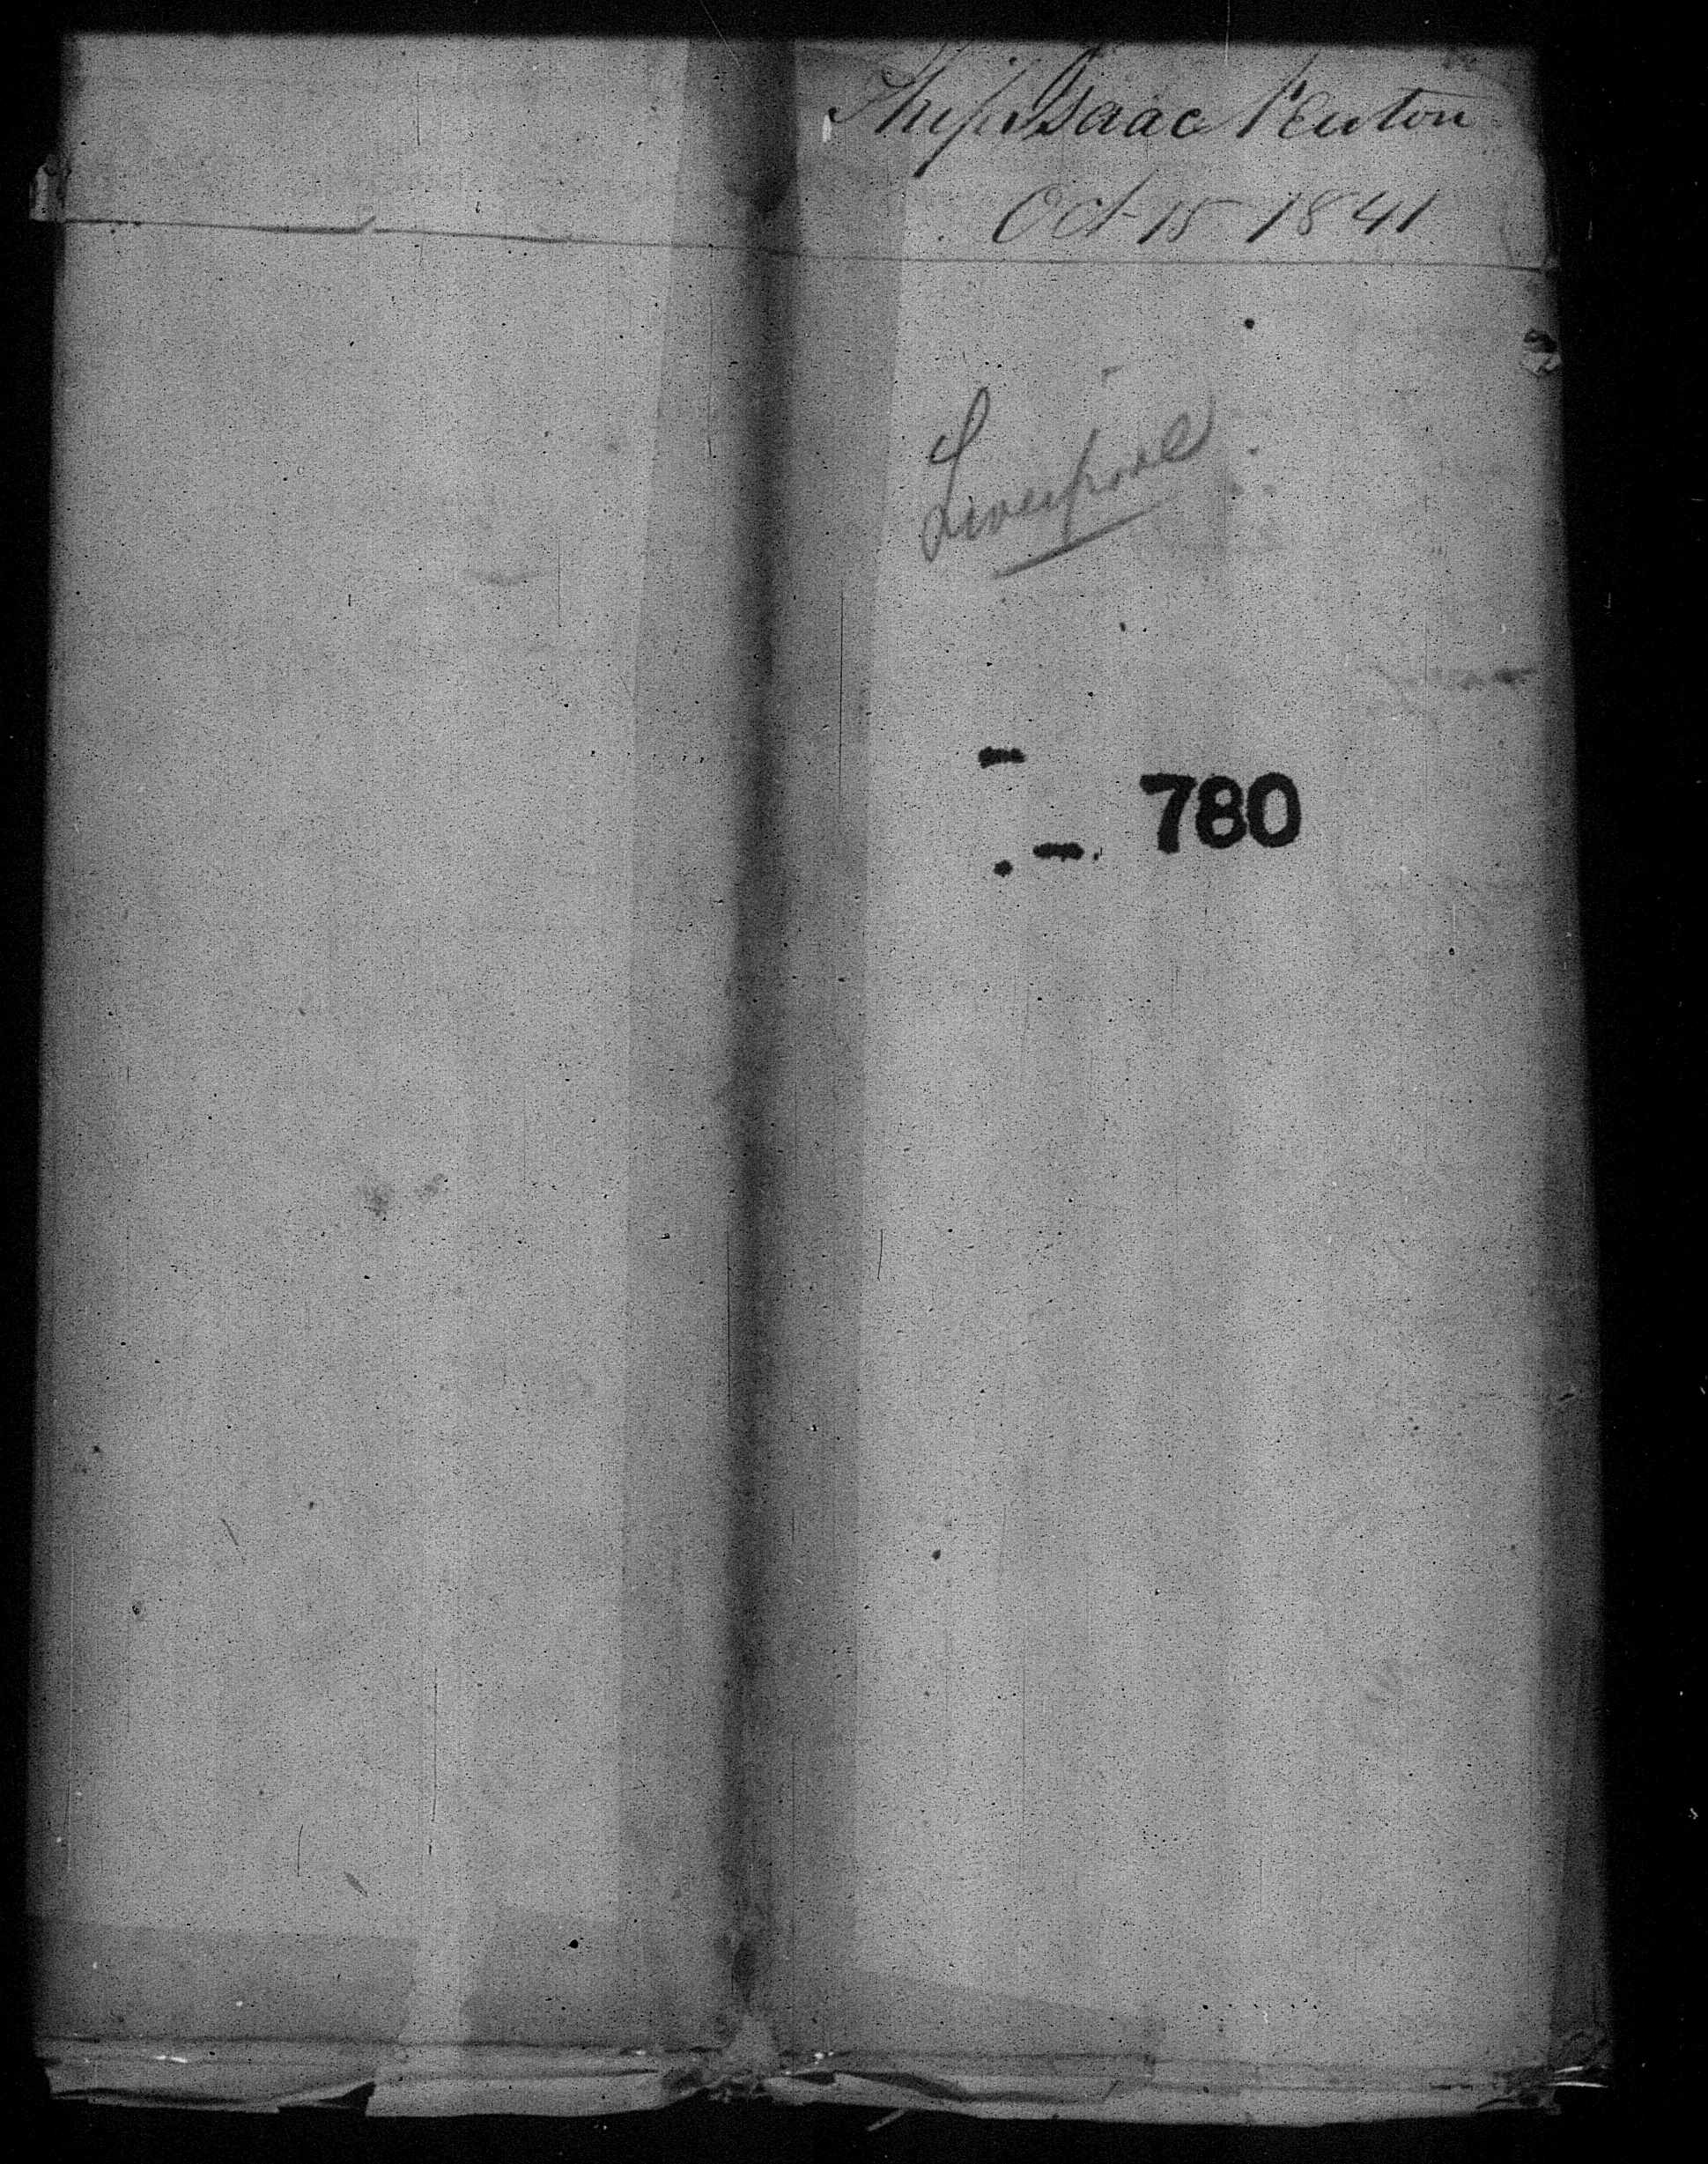 Ship Isaac Newton
Oct 15 1841
Liverpool
780